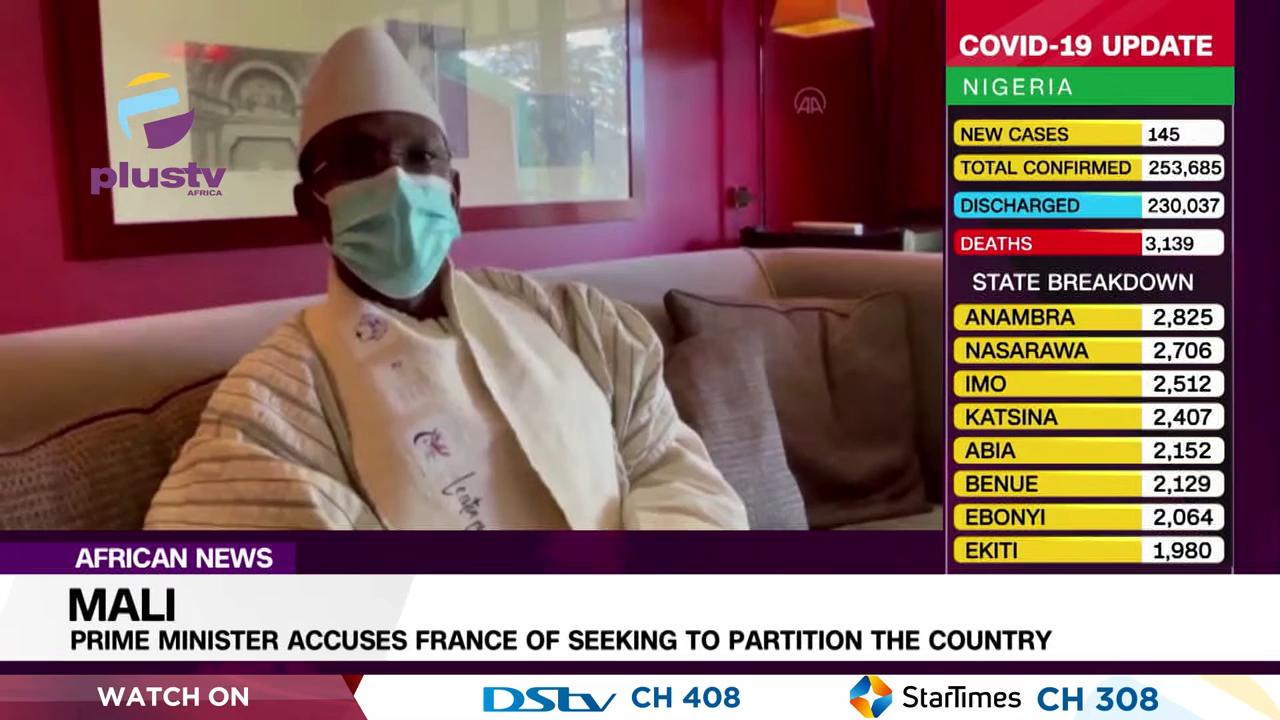 plustv
AFRICA
AA
COVID-19 UPDATE
NIGERIA
NEW CASES 145
TOTAL CONFIRMED 253,685
DISCHARGED 230,037
DEATHS 3,139
STATE BREAKDOWN
ANAMBRA 2,825
NASARAWA 2,706
IMO 2,512
KATSINA 2,407
ABIA 2,152
BENUE 2,129
EBONYI 2,064
EKITI 1,980
AFRICAN NEWS
MALI
PRIME MINISTER ACCUSES FRANCE OF SEEKING TO PARTITION THE COUNTRY
WATCH ON DStv CH 408 StarTimes CH 308